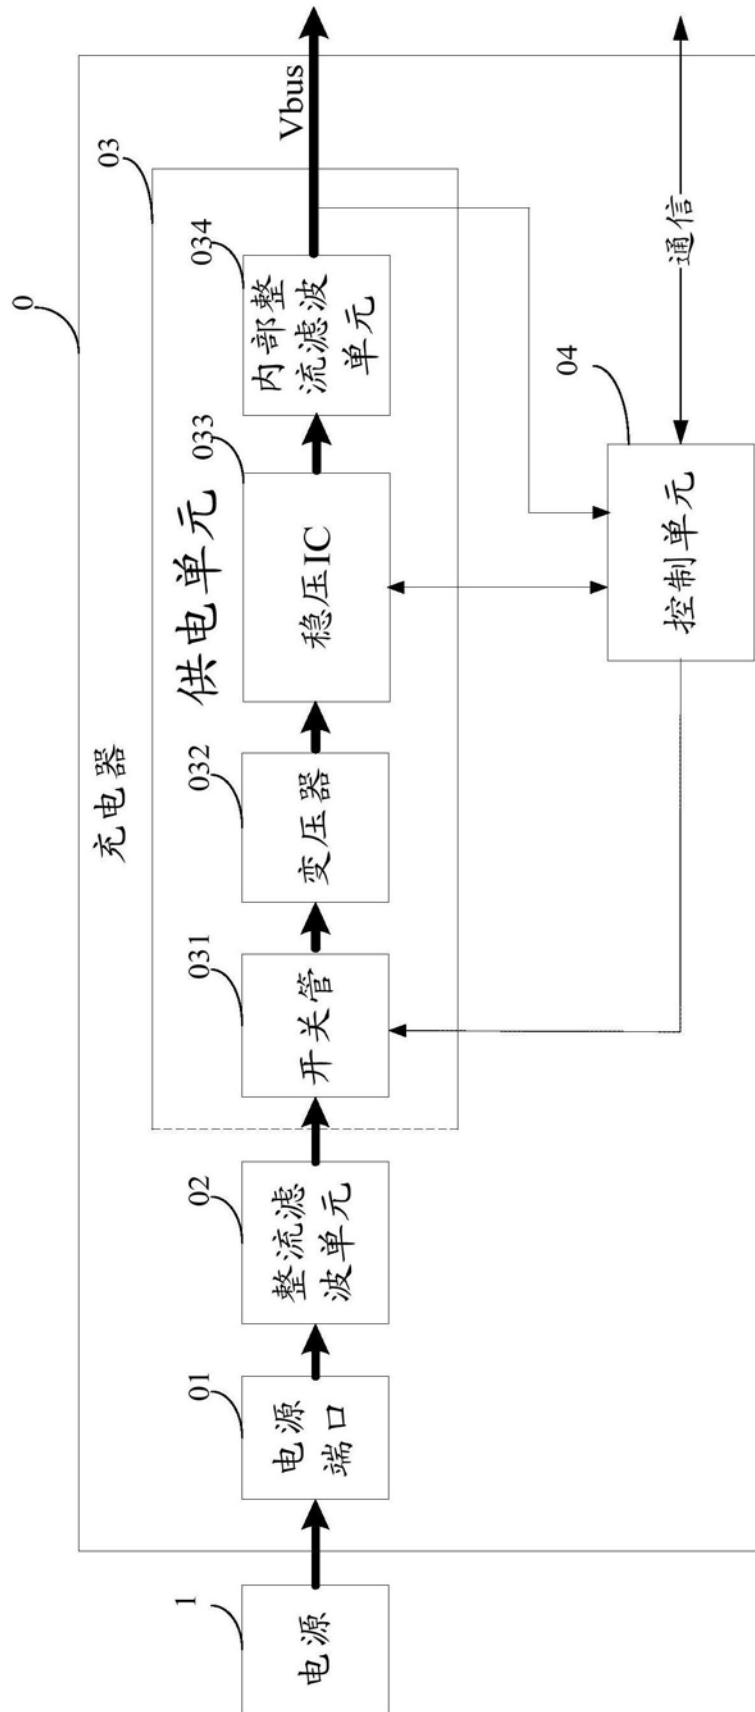 0
充电器
03
供电单元
1
电源
01
电源
端口
02
整流滤
波单元
031
开关管
032
变压器
033
稳压IC
034
内部整
流滤波
单元
Vbus
04
控制单元
通信